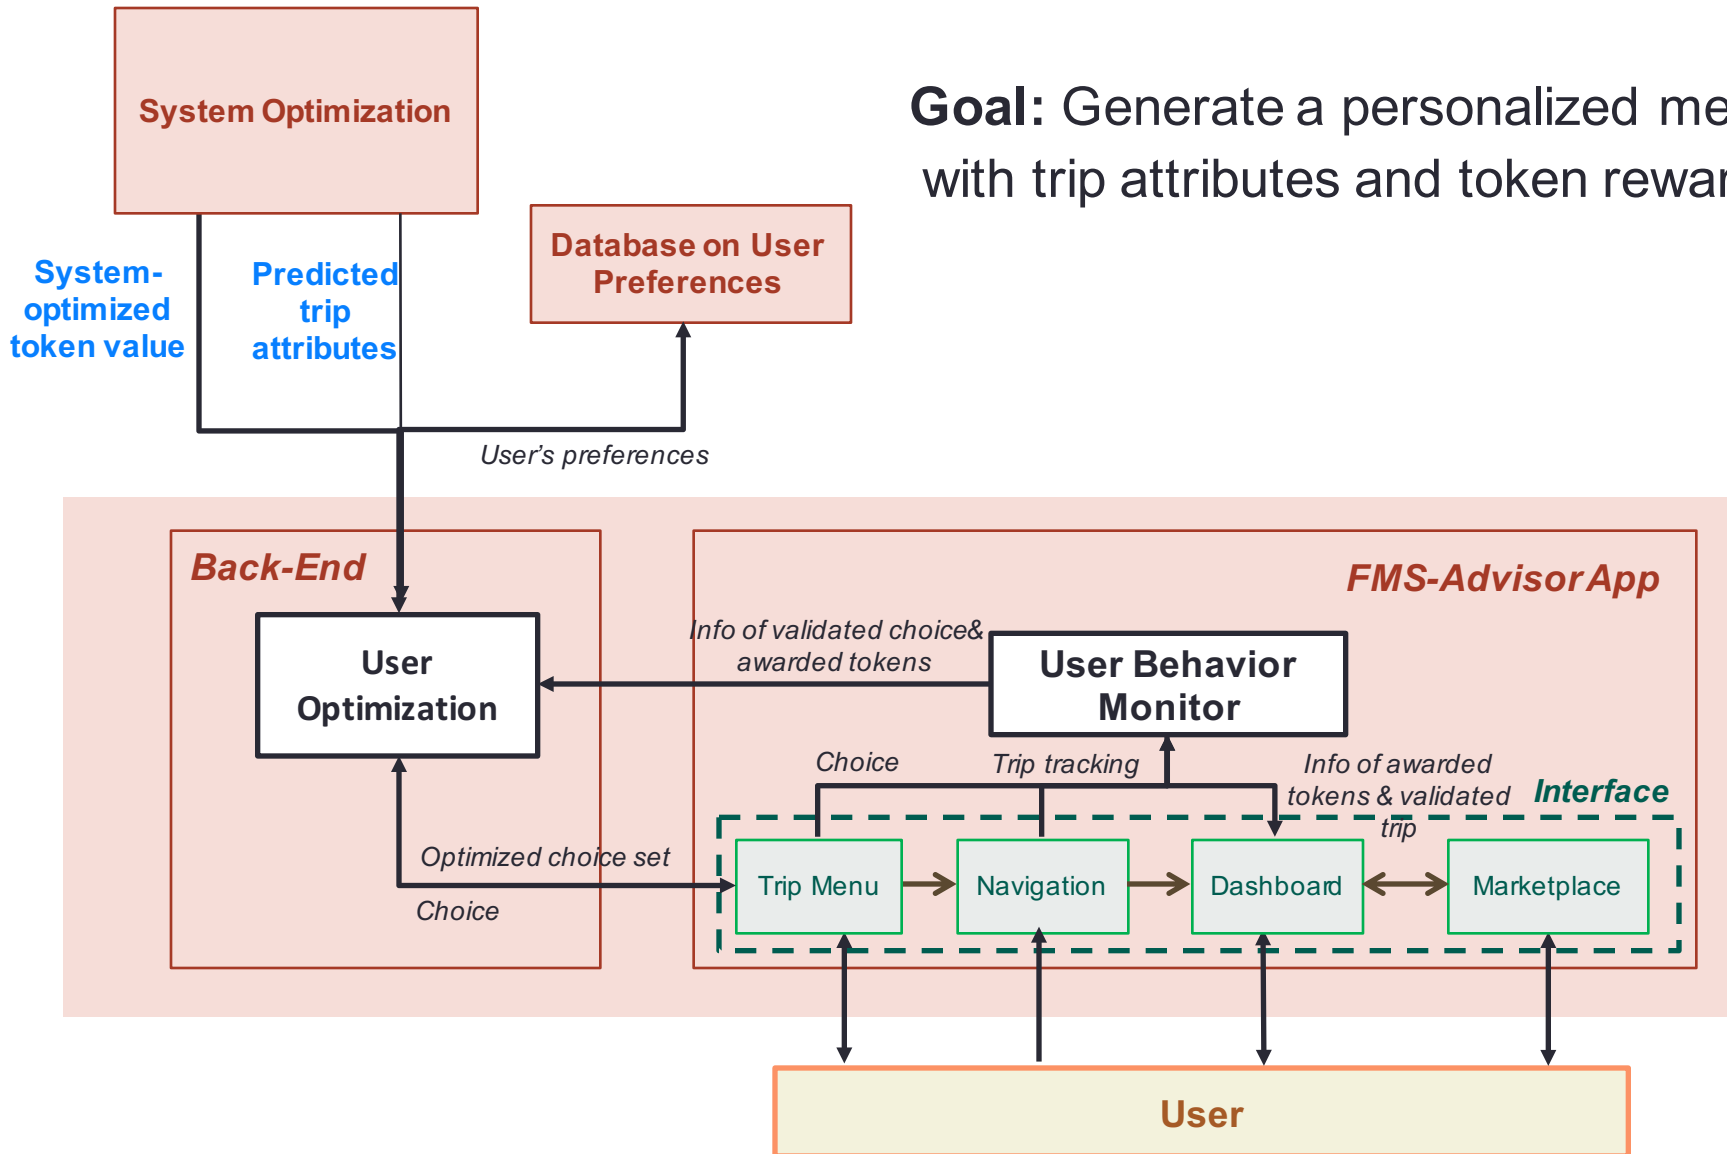 System Optimization
Goal: Generate a personalized me
with trip attributes and token rewar
System-
optimized
token value
Predicted
trip
attributes
Database on User
Preferences
User's preferences
Back-End
FMS-Advisor App
User
Optimization
Info of validated choice&
awarded tokens
User Behavior
Monitor
Choice
Trip tracking
Info of awarded
tokens & validated
trip
Interface
Optimized choice set
Choice
Trip Menu
Navigation
Dashboard
Marketplace
User